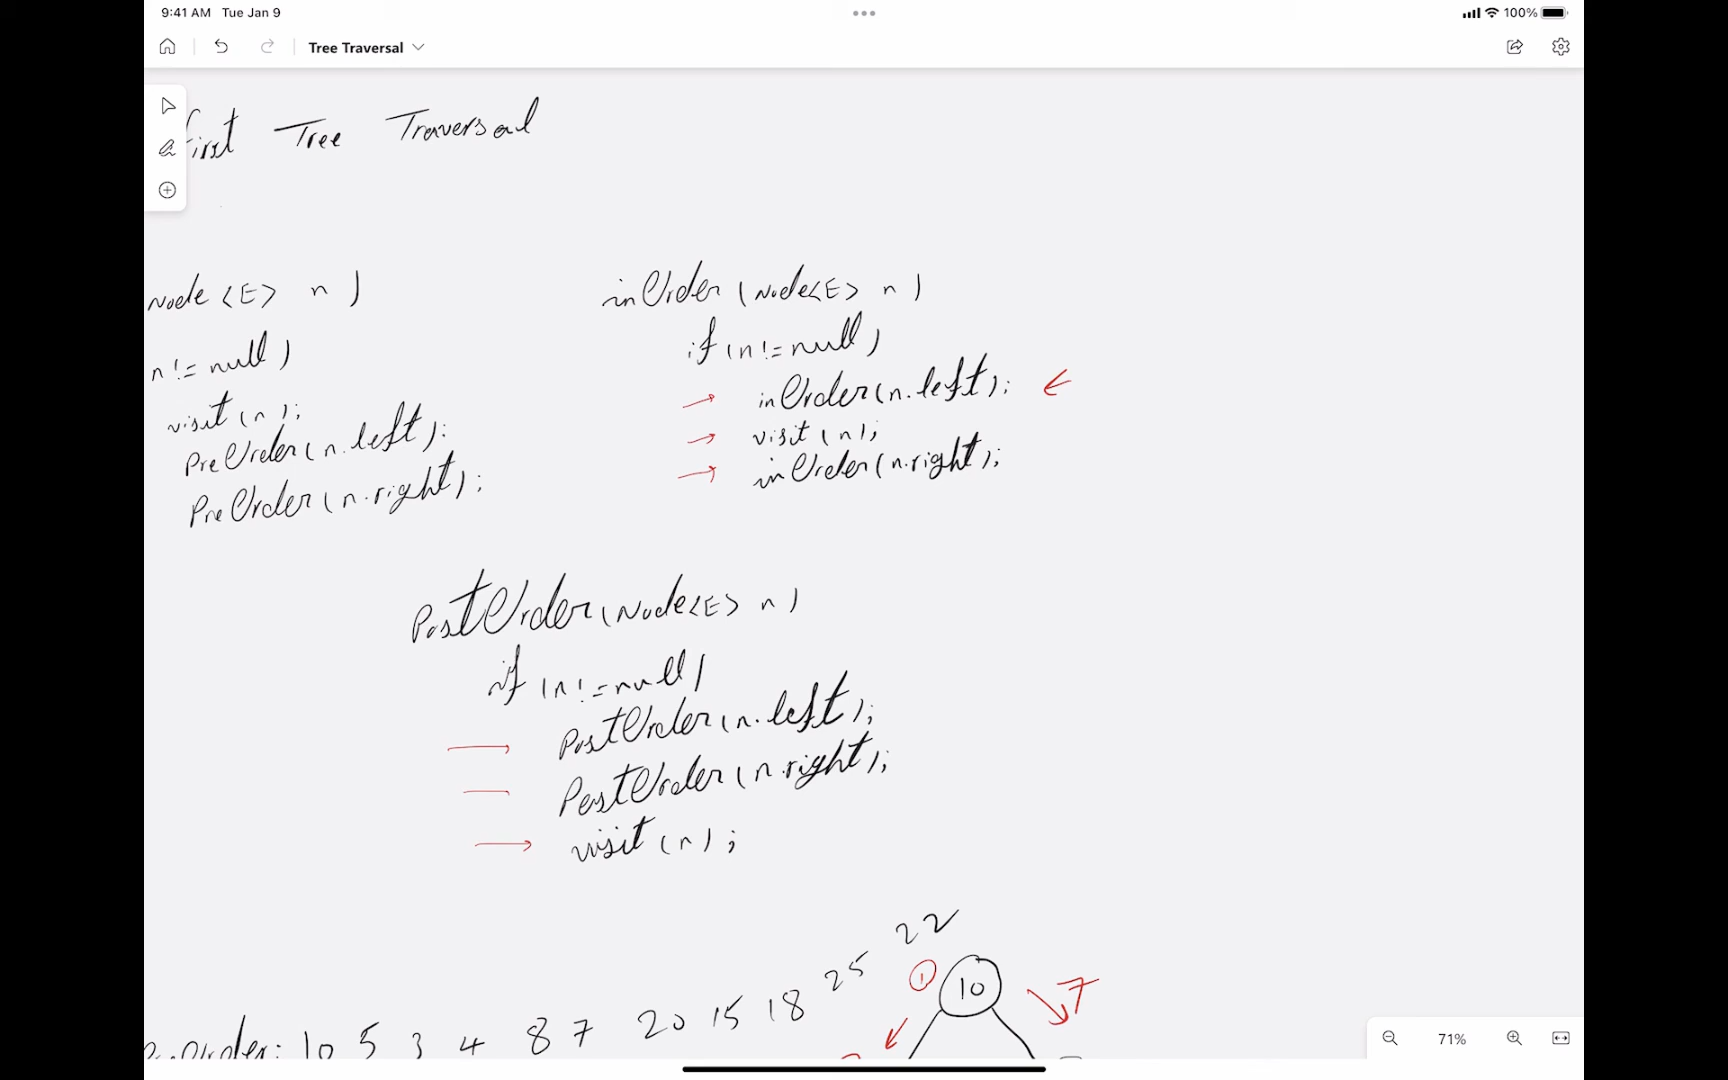 9:41 AM Tue Jan 9
100%
Tree Traversal
first Tree Traversal
Node <E> n )
n != null )
visit (n);
PreOrder (n.left);
PreOrder (n.right);
inOrder (Node<E> n )
if (n != null)
inOrder (n.left);
visit (n);
inOrder (n.right);
PostOrder (Node<E> n )
if (n != null)
PostOrder (n.left);
PostOrder (n.right);
visit (n);
Order: 10 5 3 4 8 7 20 15 18 25 22
1
10
7
71%